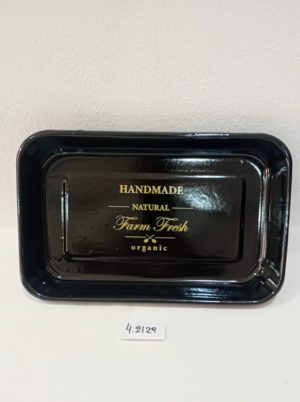 HANDMADE
NATURAL
Farm Fresh
organic
4.2129